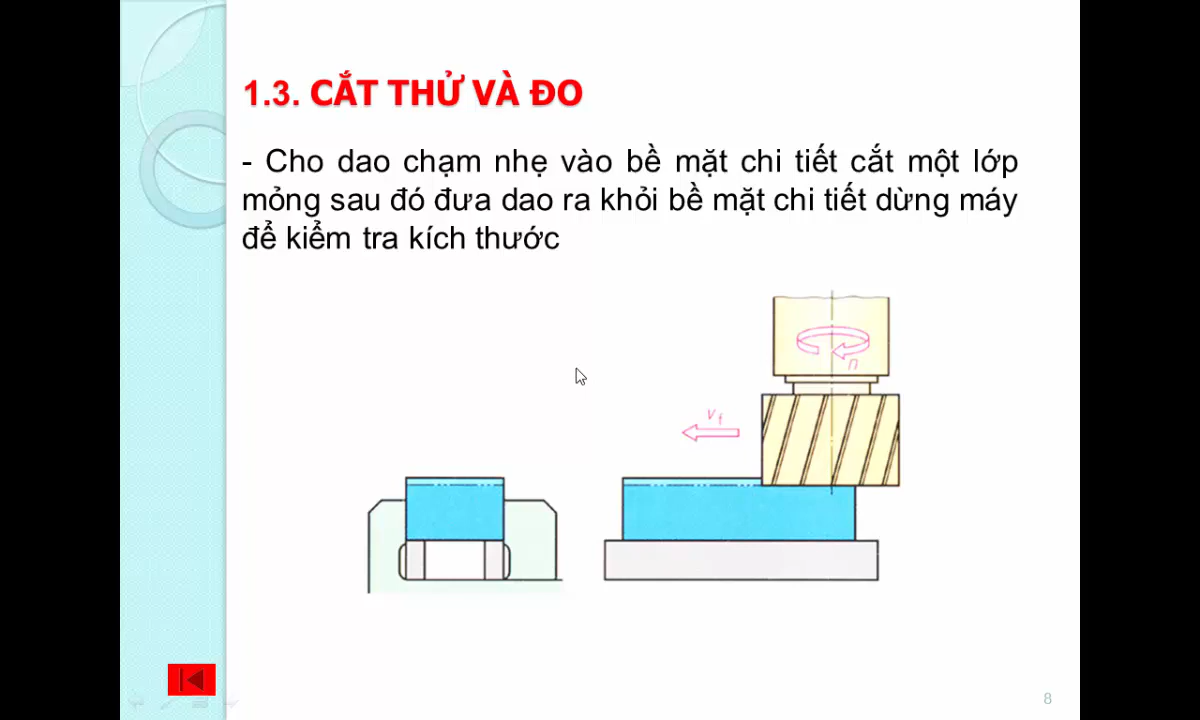 1.3. CẮT THỬ VÀ ĐO
- Cho dao chạm nhẹ vào bề mặt chi tiết cắt một lớp
mỏng sau đó đưa dao ra khỏi bề mặt chi tiết dừng máy
để kiểm tra kích thước
n
vf
8